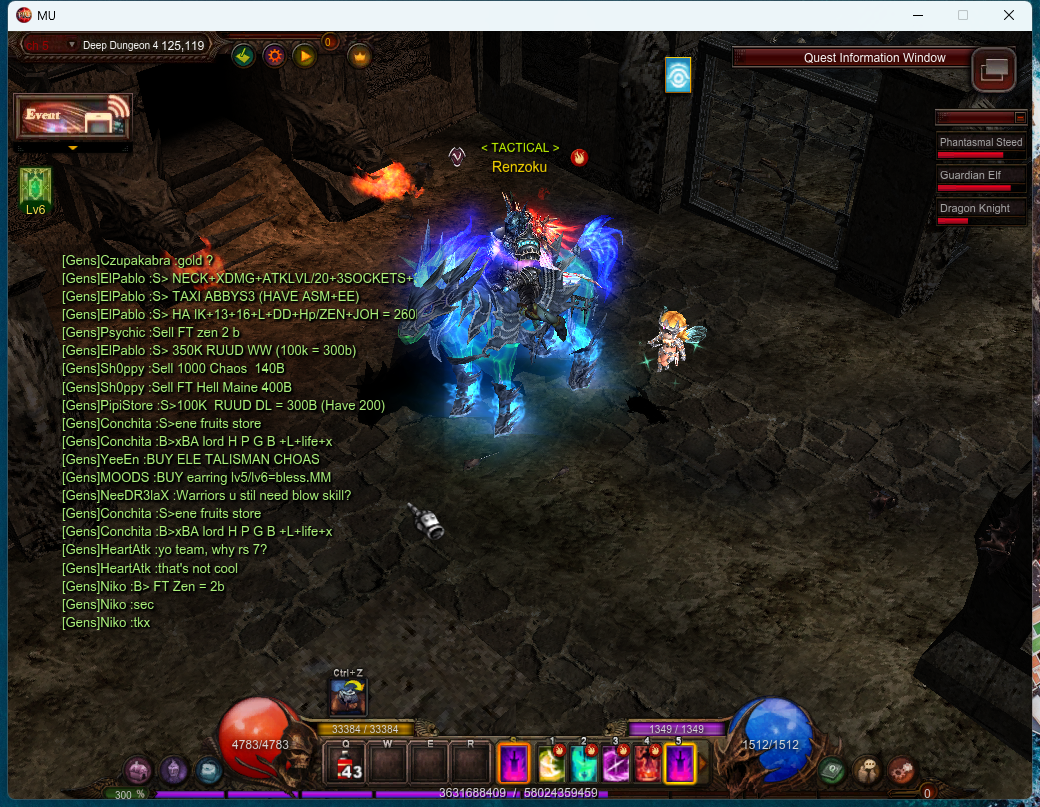 MU
Deep Dungeon 4 125,119
0
Quest Information Window
Event
Phantasmal Steed
< TACTICAL >
Renzoku
Guardian Elf
Lv6
Dragon Knight
[Gens]Czupakabra :gold ?
[Gens]ElPablo :S> NECK+XDMG+ATKLVL/20+3SOCKETS+
[Gens]ElPablo :S> TAXI ABBYS3 (HAVE ASM+EE)
[Gens]ElPablo :S> HA IK+13+16+L+DD+Hp/ZEN+JOH = 260
[Gens]Psychic :Sell FT zen 2 b
[Gens]ElPablo :S> 350K RUUD WW (100k = 300b)
[Gens]Sh0ppy :Sell 1000 Chaos  140B
[Gens]Sh0ppy :Sell FT Hell Maine 400B
[Gens]PipiStore :S>100K  RUUD DL = 300B (Have 200)
[Gens]Conchita :S>ene fruits store
[Gens]Conchita :B>xBA lord H P G B +L+life+x
[Gens]YeeEn :BUY ELE TALISMAN CHOAS
[Gens]MOODS :BUY earring lv5/lv6=bless.MM
[Gens]NeeDR3laX :Warriors u stil need blow skill?
[Gens]Conchita :S>ene fruits store
[Gens]Conchita :B>xBA lord H P G B +L+life+x
[Gens]HeartAtk :yo team, why rs 7?
[Gens]HeartAtk :that's not cool
[Gens]Niko :B> FT Zen = 2b
[Gens]Niko :sec
[Gens]Niko :tkx
Ctrl+Z
33384 / 33384
1349 / 1349
4783/4783
Q W E R
1 2 3 4 5
1512/1512
43
300 %
3631688409 / 58024359459
0